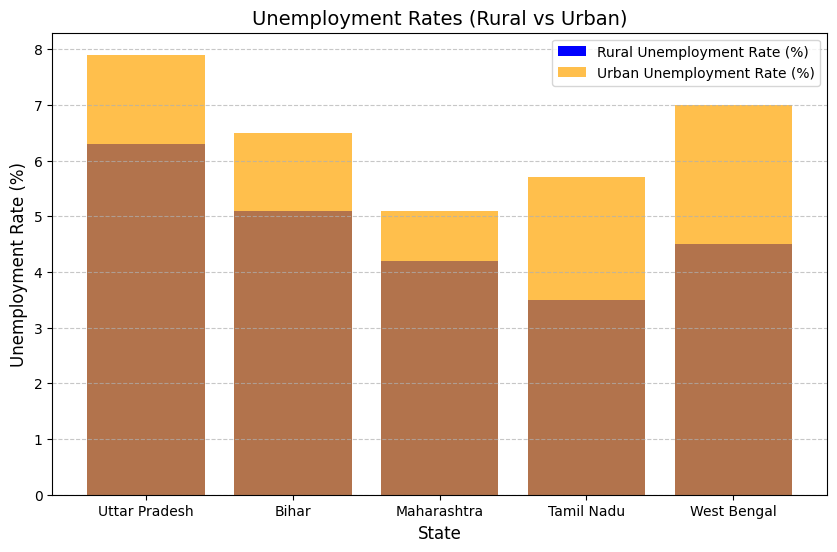 Unemployment Rates (Rural vs Urban)
Rural Unemployment Rate (%)
Urban Unemployment Rate (%)
Unemployment Rate (%)
8
7
6
5
4
3
2
1
0
Uttar Pradesh Bihar Maharashtra Tamil Nadu West Bengal
State